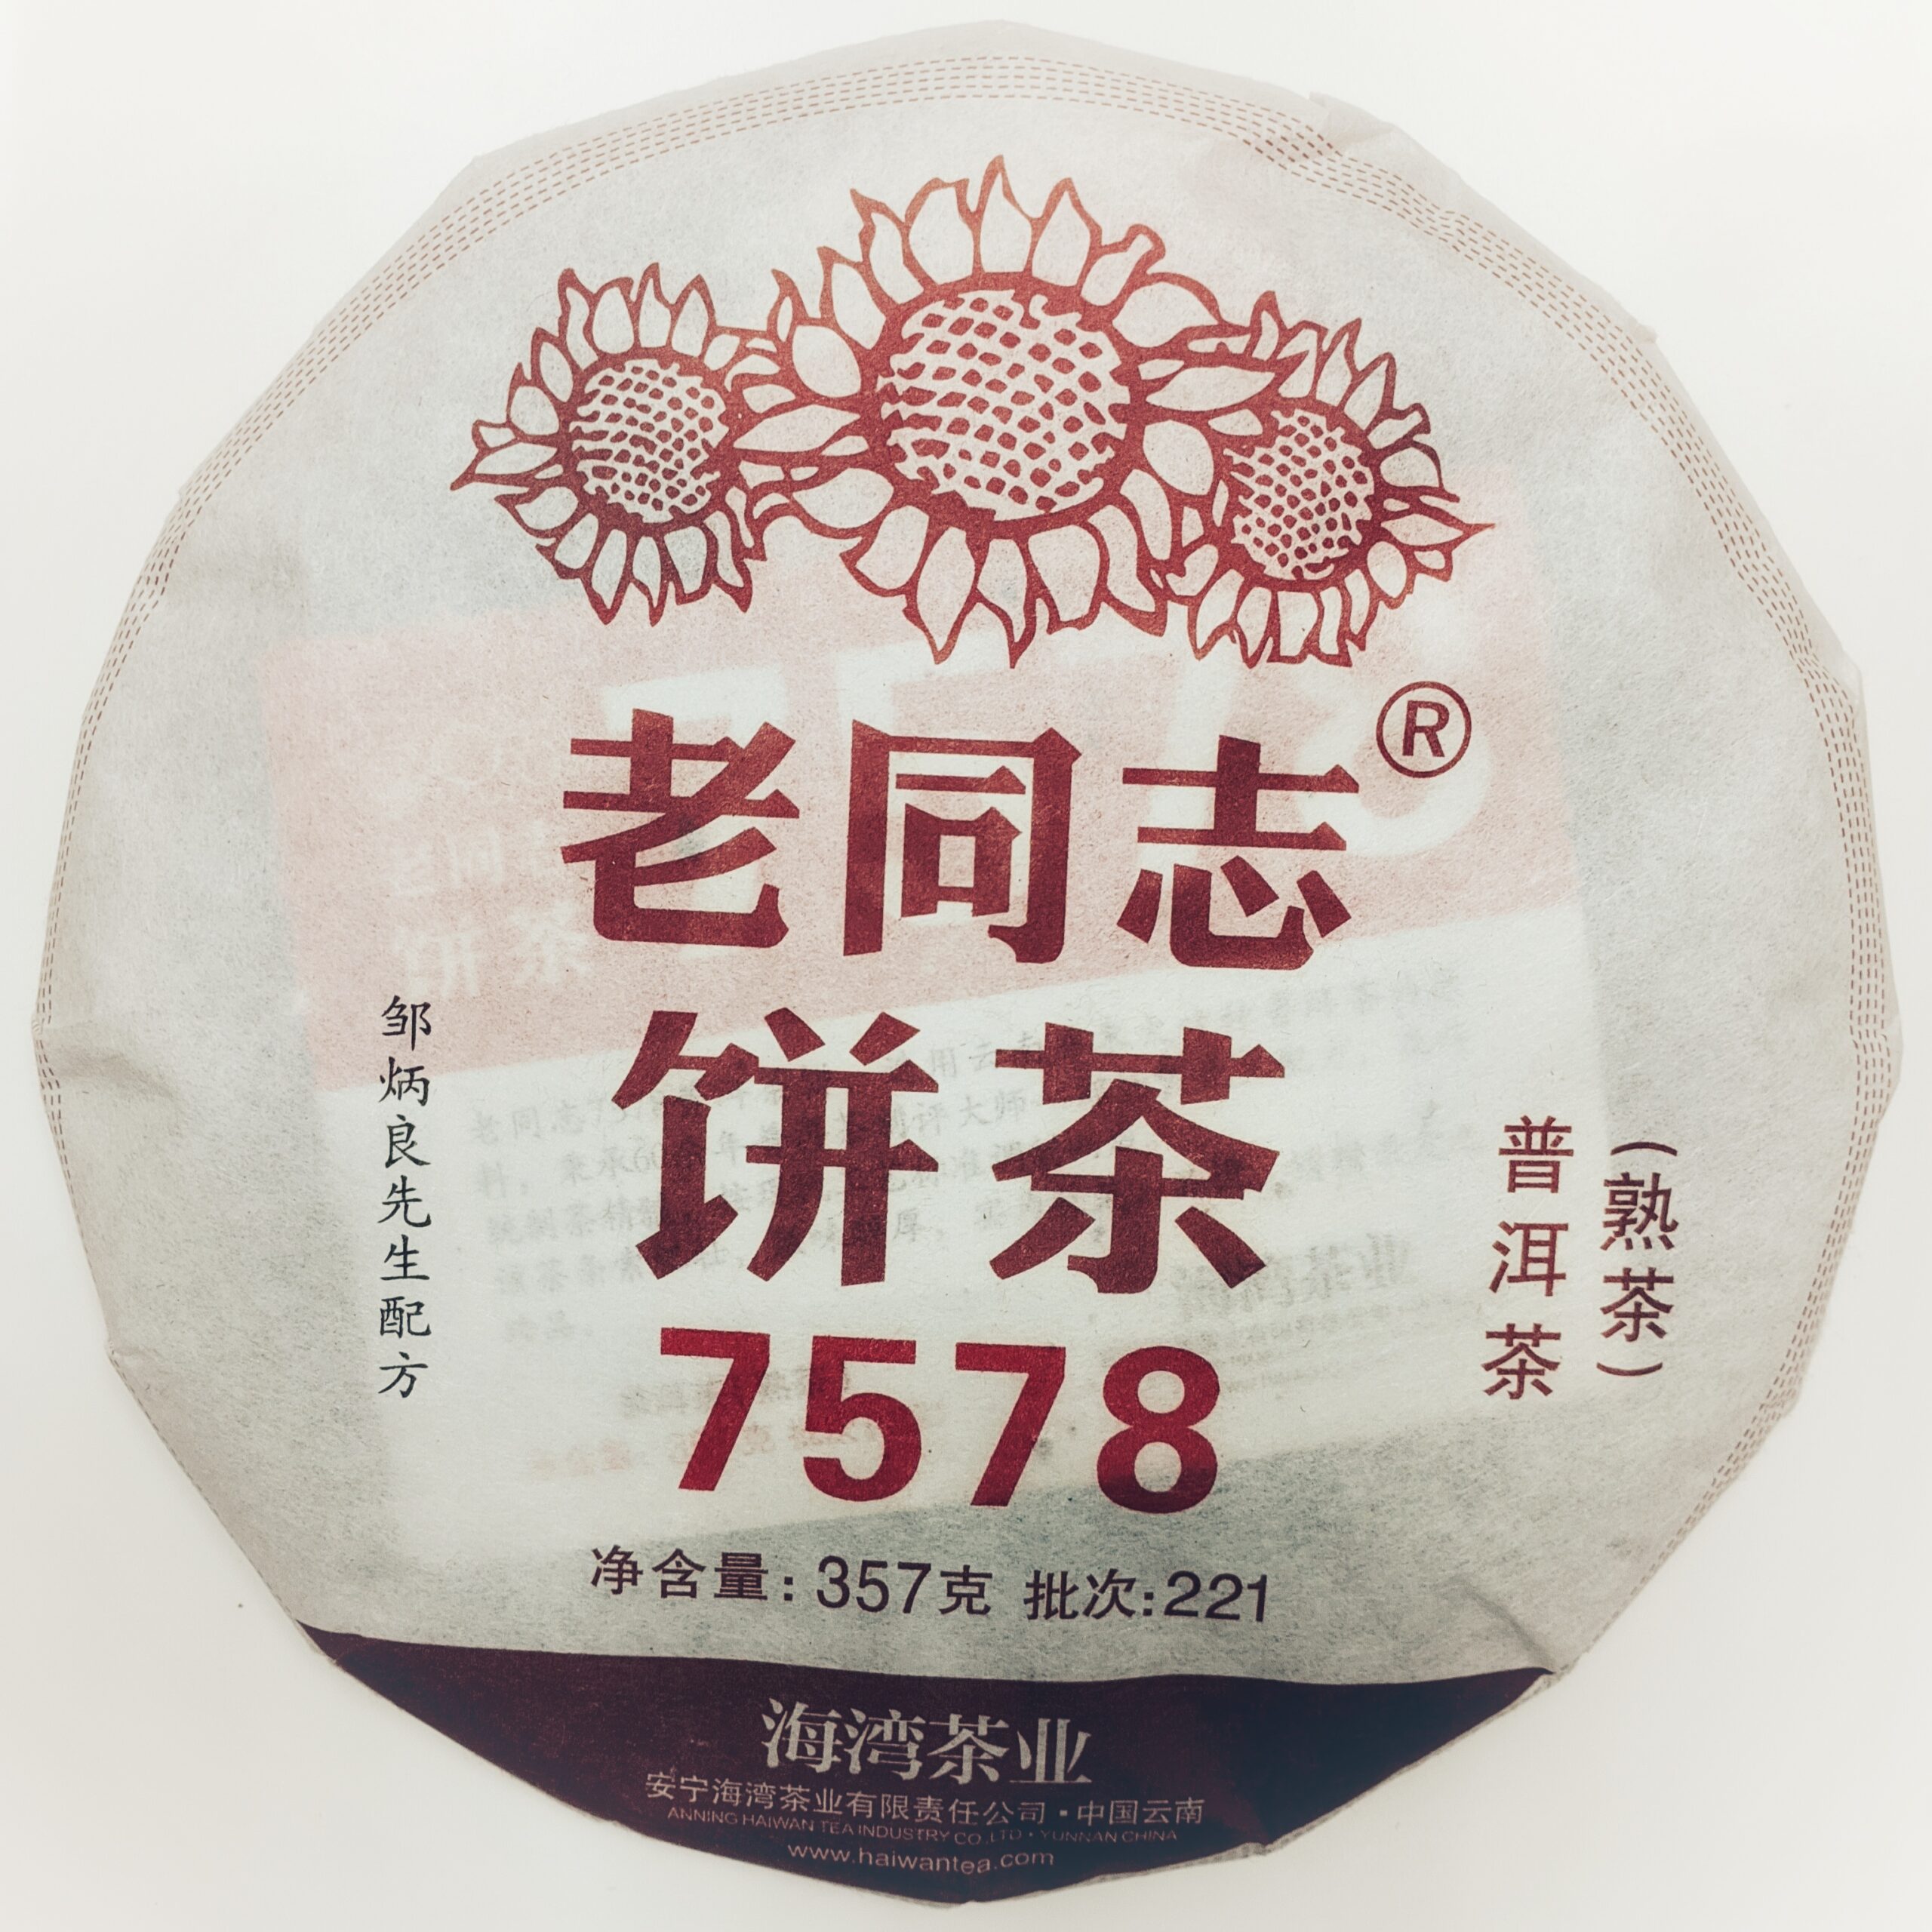 老同志®
饼茶
7578
邹炳良先生配方
普洱茶
(熟茶)
净含量:357克 批次:221
海湾茶业
安宁海湾茶业有限责任公司·中国云南
ANNING HAIWAN TEA INDUSTRY CO.,LTD·YUNNAN CHINA
www.haiwantea.com